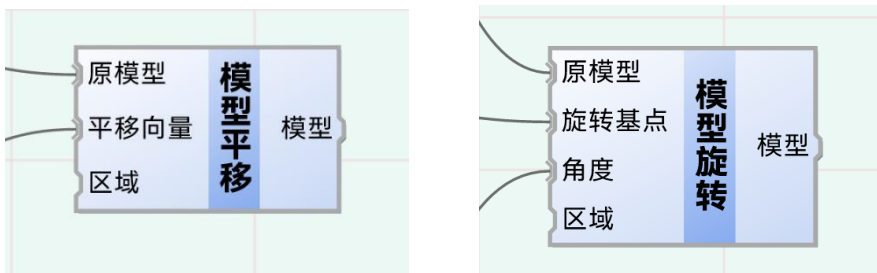 原模型
平移向量
区域
模型平移
模型
原模型
旋转基点
角度
区域
模型旋转
模型